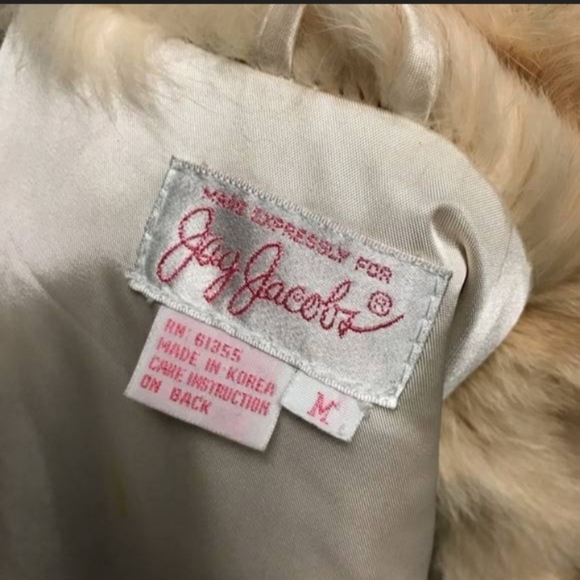 MADE EXPRESSLY FOR
Jay Jacobs ®
RN: 61355
MADE IN KOREA
CARE INSTRUCTION
ON BACK
M